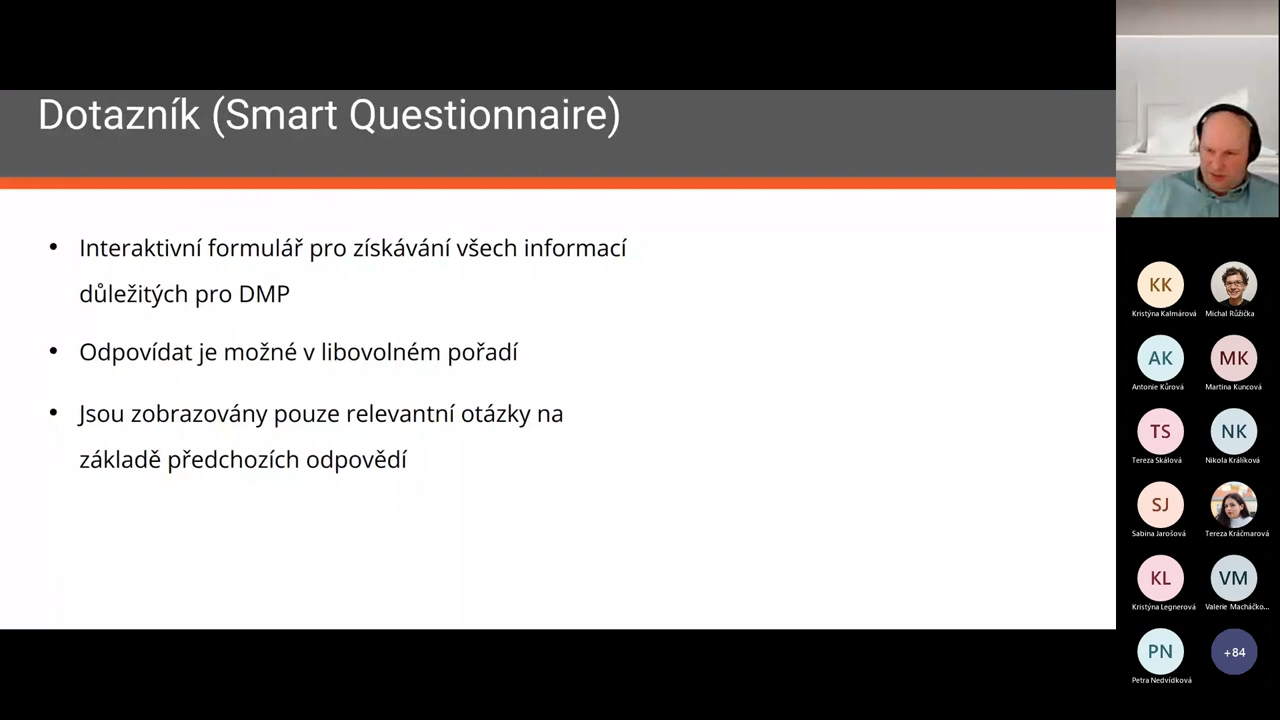 Dotazník (Smart Questionnaire)
• Interaktivní formulář pro získávání všech informací
důležitých pro DMP
• Odpovídat je možné v libovolném pořadí
• Jsou zobrazovány pouze relevantní otázky na
základě předchozích odpovědí
KK
Kristýna Kalmárová
Michal Růžička
AK
Antonie Kůrová
MK
Martina Kuncová
TS
Tereza Skálová
NK
Nikola Králíková
SJ
Sabina Jarošová
Tereza Kráčmarová
KL
Kristýna Legnerová
VM
Valerie Macháčko...
PN
Petra Nedvídková
+84